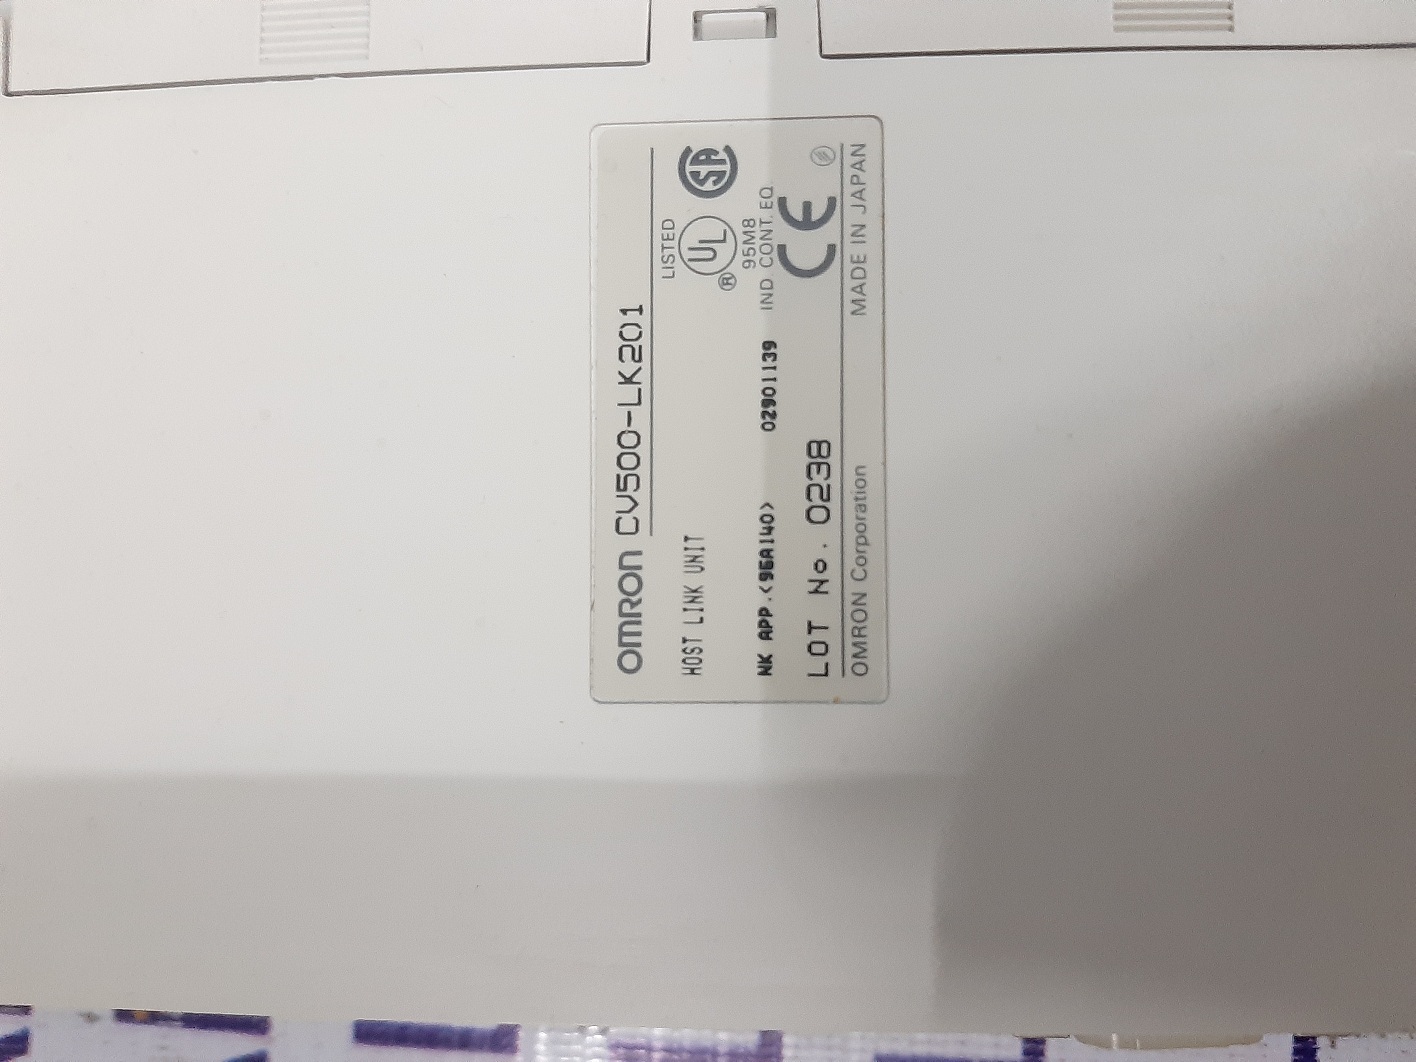 OMRON CV500-LK201
HOST LINK UNIT
LISTED
UL
®
SA
95M8
IND. CONT. EQ.
NK APP.<96A140> 02901139
CE
LOT No. 0238
OMRON Corporation MADE IN JAPAN